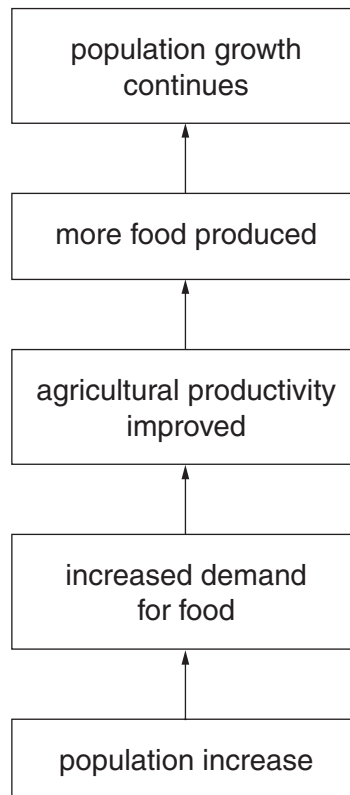 population growth
continues
more food produced
agricultural productivity
improved
increased demand
for food
population increase